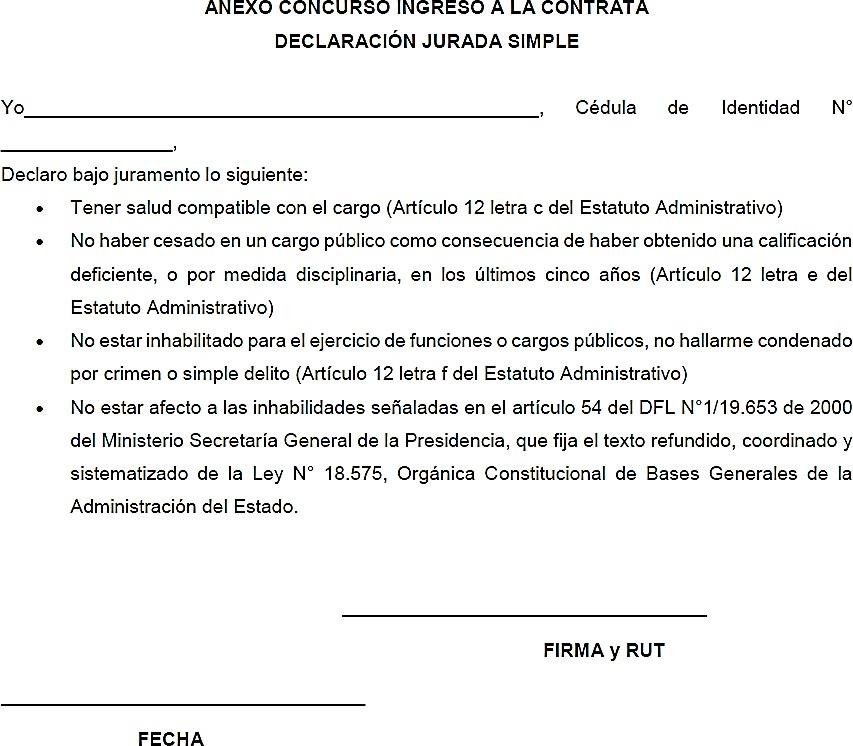 ANEXO CONCURSO INGRESO A LA CONTRATA
DECLARACIÓN JURADA SIMPLE
Yo_______________________________________________, Cédula de Identidad N°
________________,
Declaro bajo juramento lo siguiente:
• Tener salud compatible con el cargo (Artículo 12 letra c del Estatuto Administrativo)
• No haber cesado en un cargo público como consecuencia de haber obtenido una calificación
deficiente, o por medida disciplinaria, en los últimos cinco años (Artículo 12 letra e del
Estatuto Administrativo)
• No estar inhabilitado para el ejercicio de funciones o cargos públicos, no hallarme condenado
por crimen o simple delito (Artículo 12 letra f del Estatuto Administrativo)
• No estar afecto a las inhabilidades señaladas en el artículo 54 del DFL N°1/19.653 de 2000
del Ministerio Secretaría General de la Presidencia, que fija el texto refundido, coordinado y
sistematizado de la Ley N° 18.575, Orgánica Constitucional de Bases Generales de la
Administración del Estado.
FIRMA y RUT
FECHA